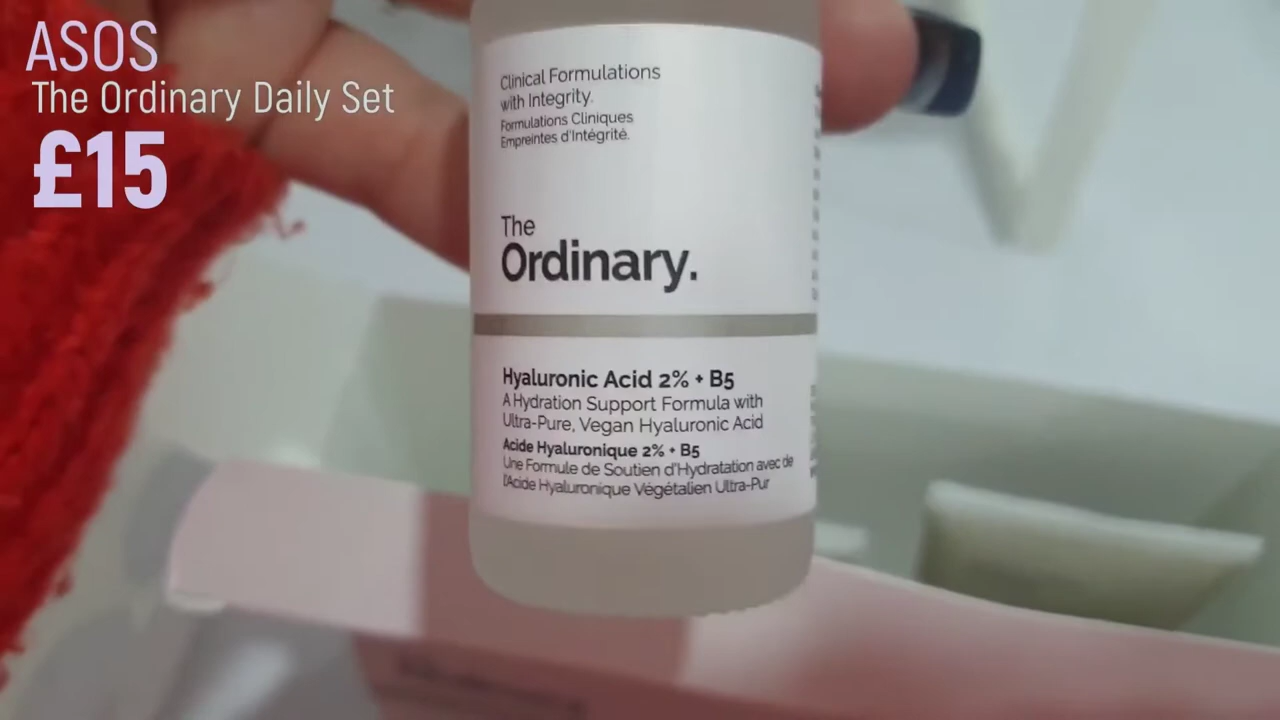 ASOS
The Ordinary Daily Set
£15
Clinical Formulations
with Integrity.
Formulations Cliniques
Empreintes d'Intégrité.
The
Ordinary.
Hyaluronic Acid 2% + B5
A Hydration Support Formula with
Ultra-Pure, Vegan Hyaluronic Acid
Acide Hyaluronique 2% + B5
Une Formule de Soutien d'Hydratation avec de
l'Acide Hyaluronique Végétalien Ultra-Pur